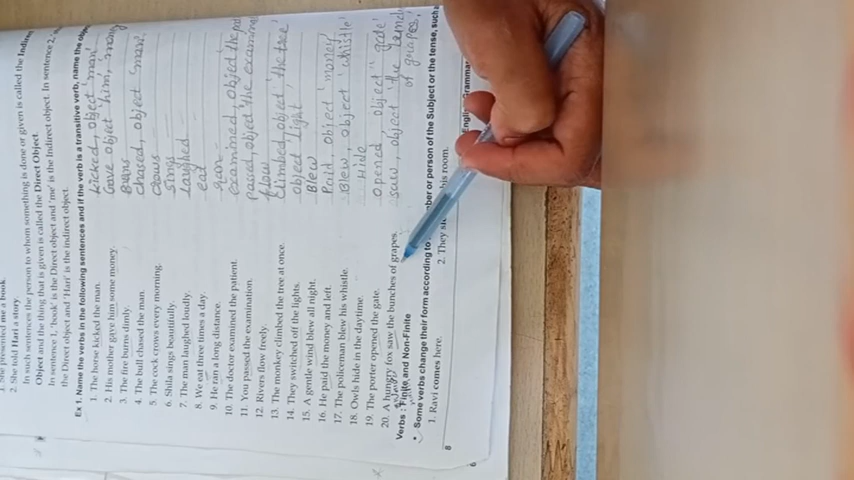 She presented me a book.
2. She told Hari a story.
In such sentences the person to whom something is done or given is called the Indire
Object and the thing that is given is called the Direct Object.
In sentence 1, 'book' is the Direct object and 'me' is the Indirect object. In sentence 2,
the Direct object and 'Hari' is the indirect object.
Ex 1. Name the verbs in the following sentences and if the verb is a transitive verb, name the obje
1. The horse kicked the man. kicked, object 'man'
2. His mother gave him some money. Gave object 'him', money
3. The fire burns dimly. Burns
4. The bull chased the man. chased, object 'man'.
5. The cock crows every morning. Crows
6. Shila sings beautifully. sings
7. The man laughed loudly. laughed
8. We eat three times a day. eat
9. He ran a long distance. ran
10. The doctor examined the patient. examined, object 'the pa
11. You passed the examination. passed, object 'the examina
12. Rivers flow freely. flow
13. The monkey climbed the tree at once. Climbed, object 'the tree'
14. They switched off the lights. object 'light'
15. A gentle wind blew all night. Blew
16. He paid the money and left. Paid, object 'money'
17. The policeman blew his whistle. Blew, object 'whistle'
18. Owls hide in the daytime. Hide
19. The porter opened the gate. opened object 'gate'
20. A hungry fox saw the bunches of grapes. saw, object 'the
of grapes,
Verbs : Finite and Non-Finite
• Some verbs change their form according to ber or person of the Subject or the tense, such
1. Ravi comes here. 2. They his room.
8 English Grammar